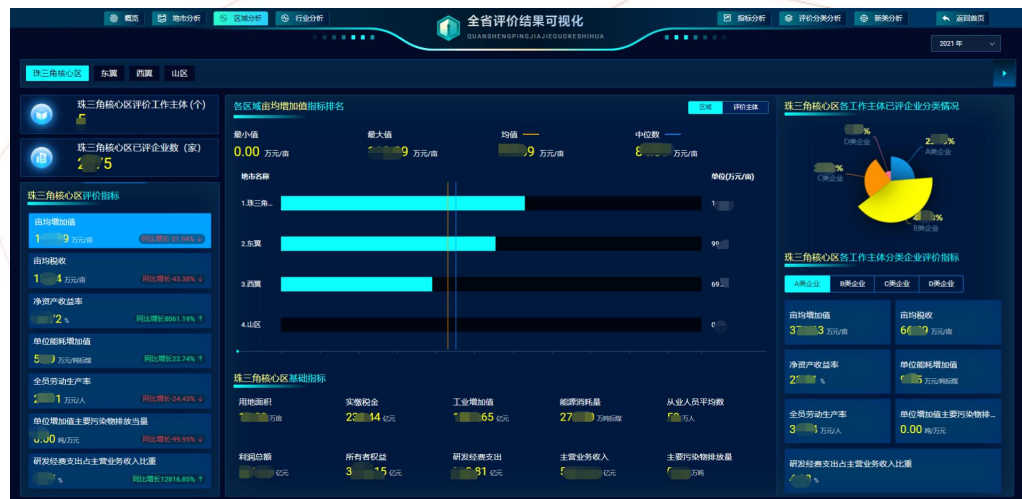 概览 地市分析 区域分析 行业分析 全省评价结果可视化 指标分析 评价分类分析 新类分析 返回首页
QUANSHENGPINGJIAJIEGUOKESHIHUA
2021 年
珠三角核心区 东翼 西翼 山区
珠三角核心区评价工作主体 (个)
珠三角核心区已评企业数 (家)
珠三角核心区评价指标
亩均增加值
万元/亩 同比增长-51.94% ↓
亩均税收
万元/亩 同比增长-43.38% ↓
净资产收益率
% 同比增长8061.19% ↑
单位能耗增加值
万元/吨标煤 同比增长22.74% ↑
全员劳动生产率
万元/人 同比增长-24.43% ↓
单位增加值主要污染物排放当量
吨/万元 同比增长-99.95% ↓
研发经费支出占主营业务收入比重
% 同比增长12816.85% ↑
各区域亩均增加值指标排名
区域 评价主体
最小值 最大值 均值 中位数
0.00 万元/亩 万元/亩 万元/亩 万元/亩
地市名称 单位(万元/亩)
1.珠三角...
2.东翼
3.西翼
4.山区
珠三角核心区基础指标
用地面积 实缴税金 工业增加值 能源消耗量 从业人员平均数
万亩 亿元 亿元 万吨标煤 万人
利润总额 所有者权益 研发经费支出 主营业务收入 主要污染物排放量
亿元 亿元 亿元 亿元 万吨
珠三角核心区各工作主体已评企业分类情况
D类企业
A类企业
C类企业
B类企业
珠三角核心区各工作主体分类企业评价指标
A类企业 B类企业 C类企业 D类企业
亩均增加值 亩均税收
万元/亩 万元/亩
净资产收益率 单位能耗增加值
% 万元/吨标煤
全员劳动生产率 单位增加值主要污染物排...
万元/人 0.00 吨/万元
研发经费支出占主营业务收入比重
%